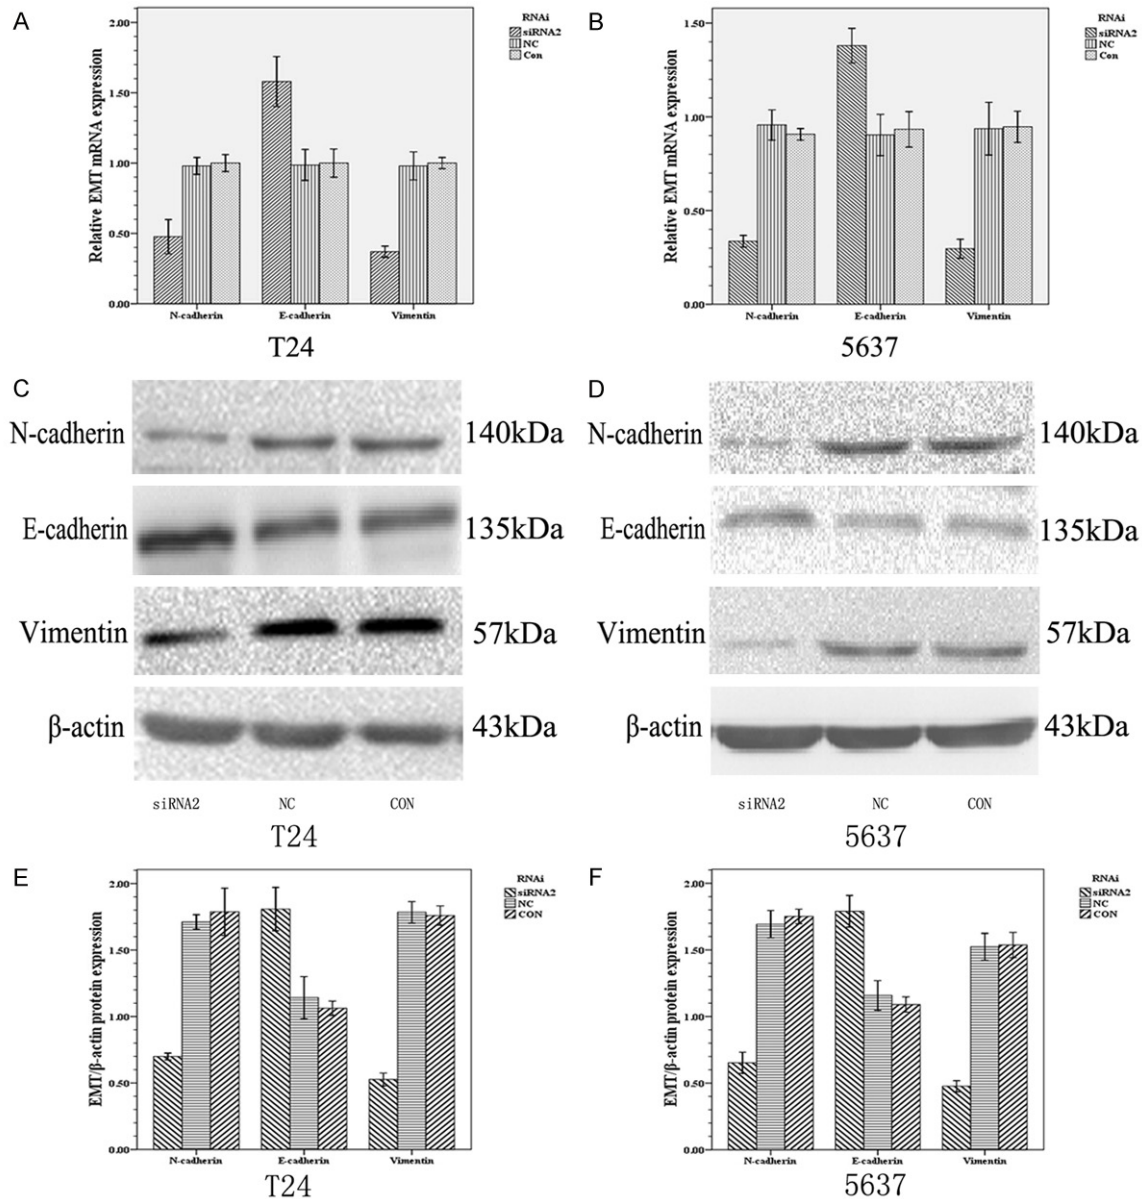 A
Relative EMT mRNA expression
2.00
1.50
1.00
0.50
0.00
N-cadherin E-cadherin Vimentin
T24
RNAi
siRNA2
NC
Con
B
Relative EMT mRNA expression
1.50
1.00
0.50
0.00
N-cadherin E-cadherin Vimentin
5637
RNAi
siRNA2
NC
Con
C
N-cadherin 140kDa
E-cadherin 135kDa
Vimentin 57kDa
β-actin 43kDa
siRNA2 NC CON
T24
D
N-cadherin 140kDa
E-cadherin 135kDa
Vimentin 57kDa
β-actin 43kDa
siRNA2 NC CON
5637
E
EMT/β-actin protein expression
2.00
1.50
1.00
0.50
0.00
N-cadherin E-cadherin Vimentin
T24
RNAi
siRNA2
NC
CON
F
EMT/β-actin protein expression
2.00
1.50
1.00
0.50
0.00
N-cadherin E-cadherin Vimentin
5637
RNAi
siRNA2
NC
CON